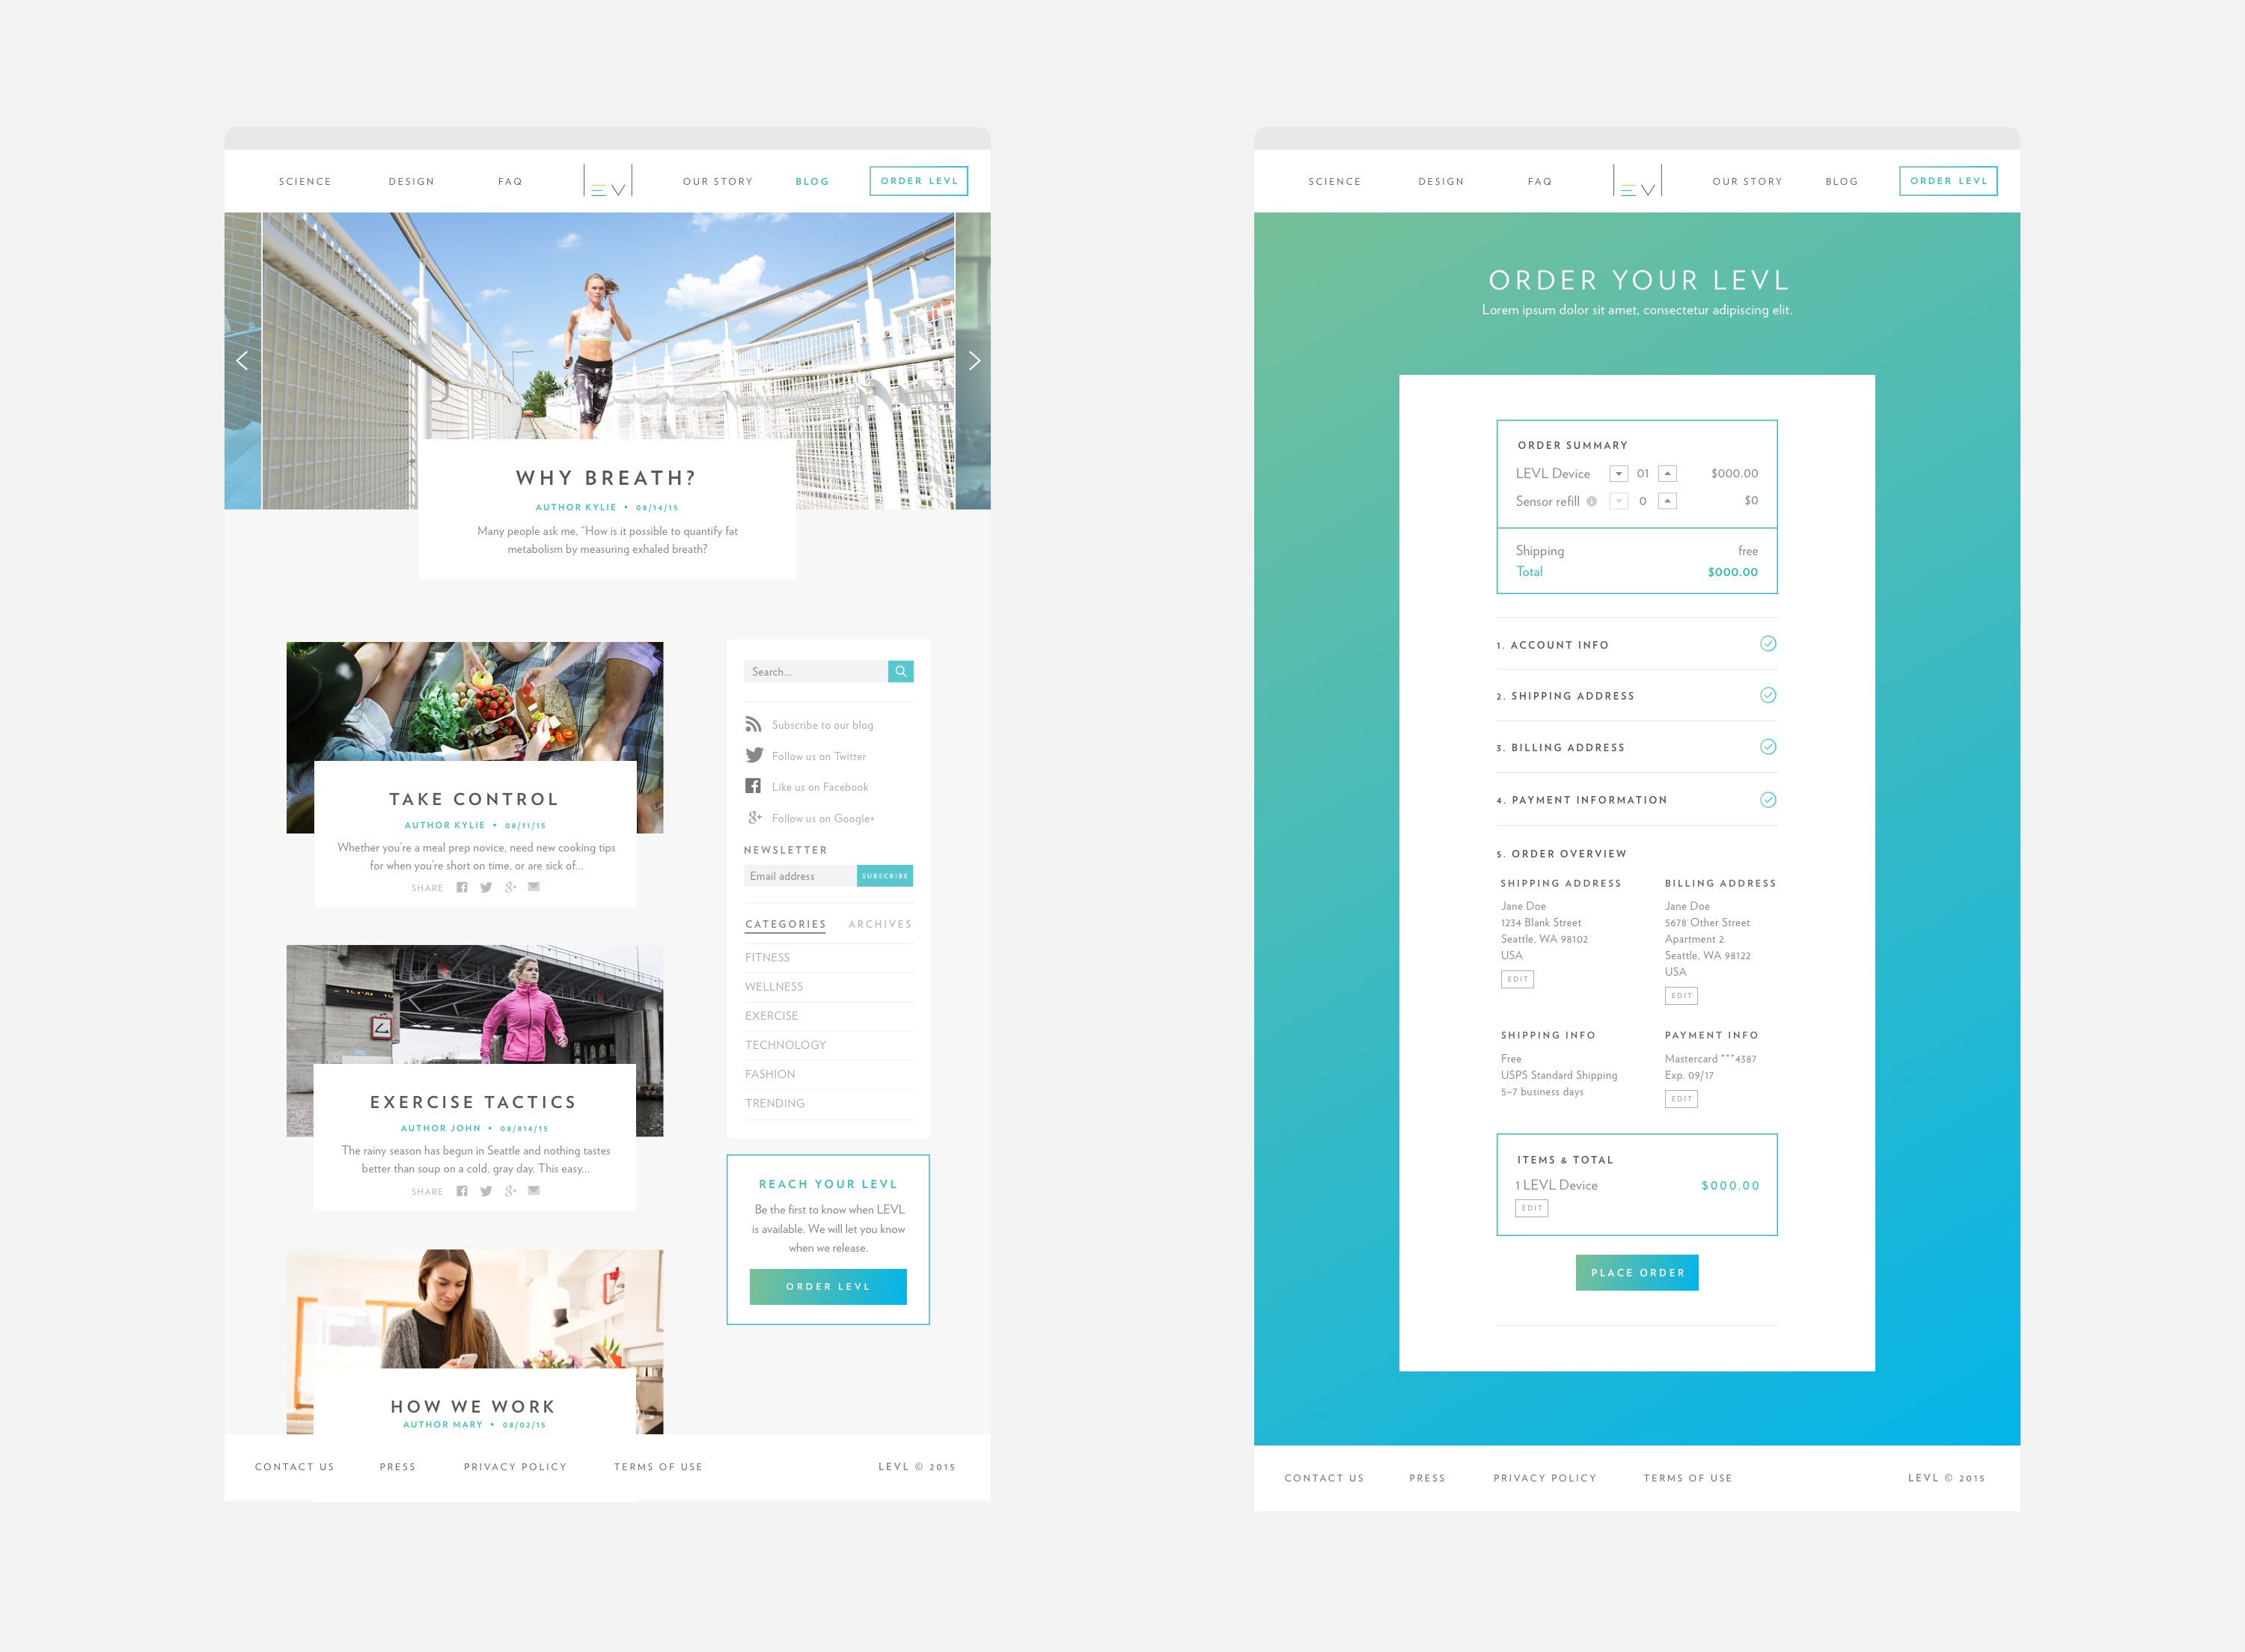 SCIENCE DESIGN FAQ LEVL OUR STORY BLOG ORDER LEVL
WHY BREATH?
AUTHOR KYLIE • 08/14/15
Many people ask me, "How is it possible to quantify fat
metabolism by measuring exhaled breath?
TAKE CONTROL
AUTHOR KYLIE • 08/11/15
Whether you're a meal prep novice, need new cooking tips
for when you're short on time, or are sick of...
SHARE
EXERCISE TACTICS
AUTHOR JOHN • 08/814/15
The rainy season has begun in Seattle and nothing tastes
better than soup on a cold, gray day. This easy...
SHARE
HOW WE WORK
AUTHOR MARY • 08/02/15
Search...
Subscribe to our blog
Follow us on Twitter
Like us on Facebook
g+ Follow us on Google+
NEWSLETTER
Email address SUBSCRIBE
CATEGORIES ARCHIVES
FITNESS
WELLNESS
EXERCISE
TECHNOLOGY
FASHION
TRENDING
REACH YOUR LEVL
Be the first to know when LEVL
is available. We will let you know
when we release.
ORDER LEVL
CONTACT US PRESS PRIVACY POLICY TERMS OF USE LEVL © 2015
SCIENCE DESIGN FAQ LEVL OUR STORY BLOG ORDER LEVL
ORDER YOUR LEVL
Lorem ipsum dolor sit amet, consectetur adipiscing elit.
ORDER SUMMARY
LEVL Device 01 $000.00
Sensor refill i 0 $0
Shipping free
Total $000.00
1. ACCOUNT INFO
2. SHIPPING ADDRESS
3. BILLING ADDRESS
4. PAYMENT INFORMATION
5. ORDER OVERVIEW
SHIPPING ADDRESS
Jane Doe
1234 Blank Street
Seattle, WA 98102
USA
EDIT
BILLING ADDRESS
Jane Doe
5678 Other Street
Apartment 2
Seattle, WA 98122
USA
EDIT
SHIPPING INFO
Free
USPS Standard Shipping
5-7 business days
PAYMENT INFO
Mastercard ***4387
Exp. 09/17
EDIT
ITEMS & TOTAL
1 LEVL Device $000.00
EDIT
PLACE ORDER
CONTACT US PRESS PRIVACY POLICY TERMS OF USE LEVL © 2015